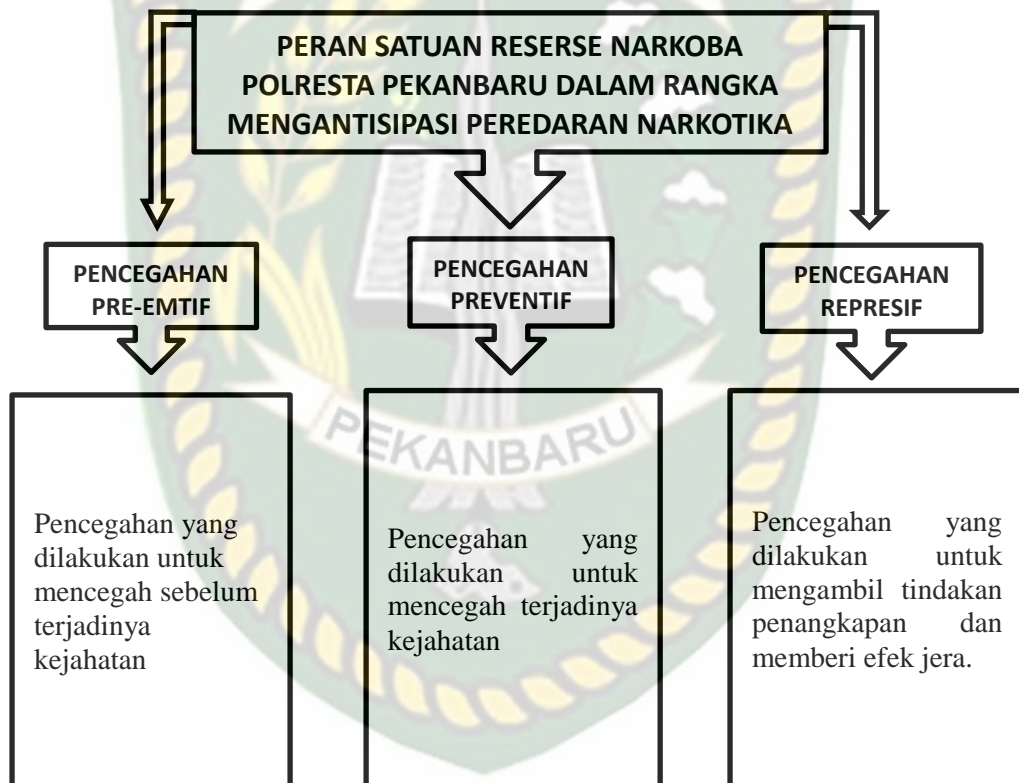 PERAN SATUAN RESERSE NARKOBA
POLRESTA PEKANBARU DALAM RANGKA
MENGANTISIPASI PEREDARAN NARKOTIKA
PENCEGAHAN
PRE-EMTIF
PENCEGAHAN
PREVENTIF
PENCEGAHAN
REPRESIF
Pencegahan yang
dilakukan untuk
mencegah sebelum
terjadinya
kejahatan
Pencegahan yang
dilakukan untuk
mencegah terjadinya
kejahatan
Pencegahan yang
dilakukan untuk
mengambil tindakan
penangkapan dan
memberi efek jera.
PEKANBARU